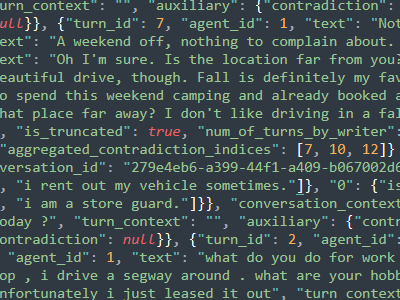 urn_context": "", "auxiliary": {"contradiction":
ull}}, {"turn_id": 7, "agent_id": 1, "text": "Not
ext": "A weekend off, nothing to complain about.
ext": "Oh I'm sure. Is the location far from you?
eautiful drive, though. Fall is definitely my fav
o spend this weekend camping and already booked a
hat place far away? I don't like driving in a fal
, "is_truncated": true, "num_of_turns_by_writer":
"aggregated_contradiction_indices": [7, 10, 12]}
versation_id": "279e4eb6-a399-44f1-a409-b067002d6
, "i rent out my vehicle sometimes."]], "0": {"is
, "i am a store guard."]}}, "conversation_context
oday ?", "turn_context": "", "auxiliary": {"contr
ontradiction": null}}, {"turn_id": 2, "agent_id":
"agent_id": 1, "text": "what do you do for work
op , i drive a segway around . what are your hobb
nfortunately i just leased it out", "turn_context